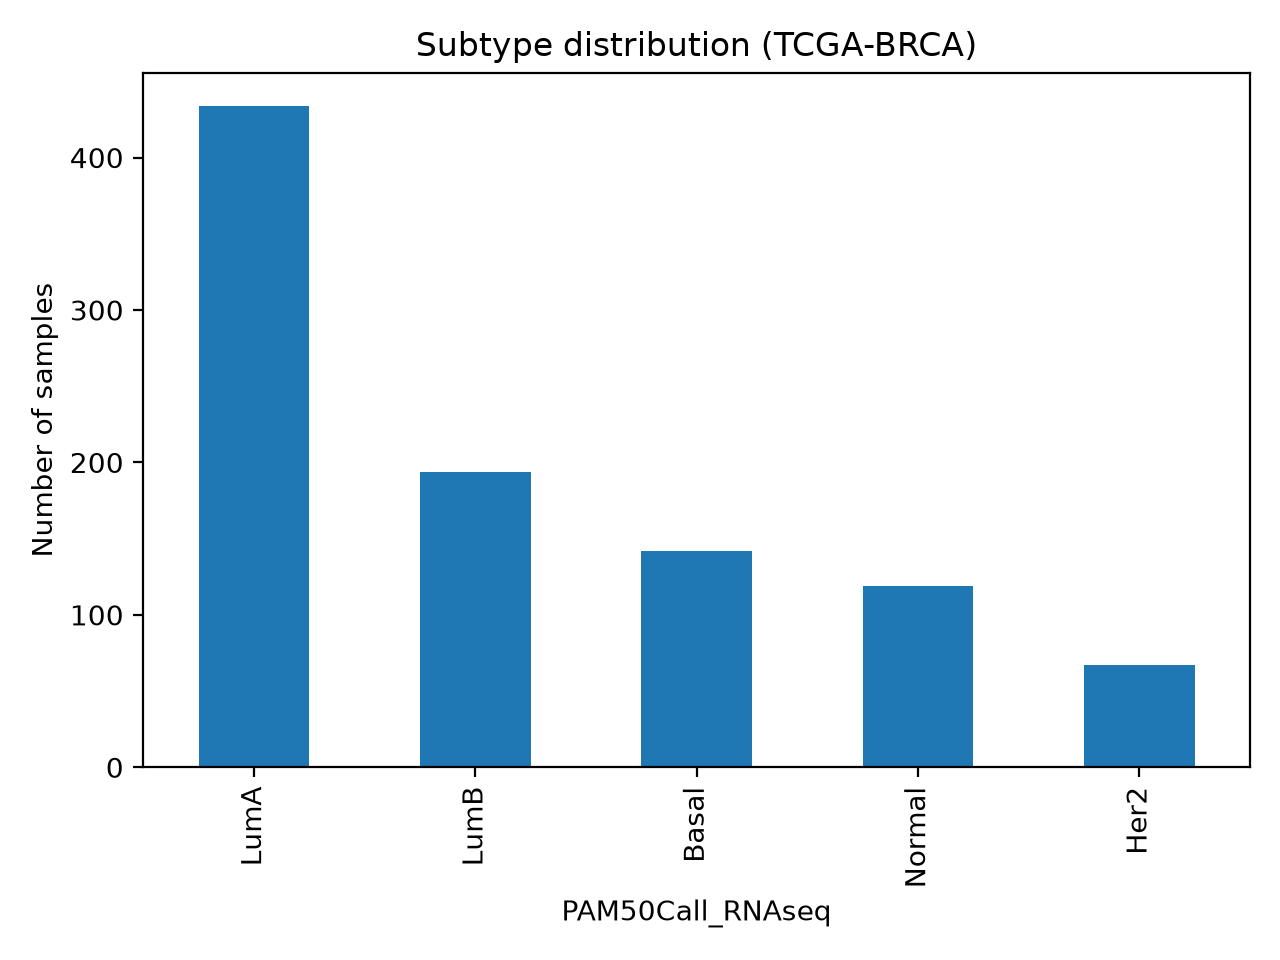 Subtype distribution (TCGA-BRCA)
Number of samples
400
300
200
100
0
LumA
LumB
Basal
Normal
Her2
PAM50Call_RNAseq